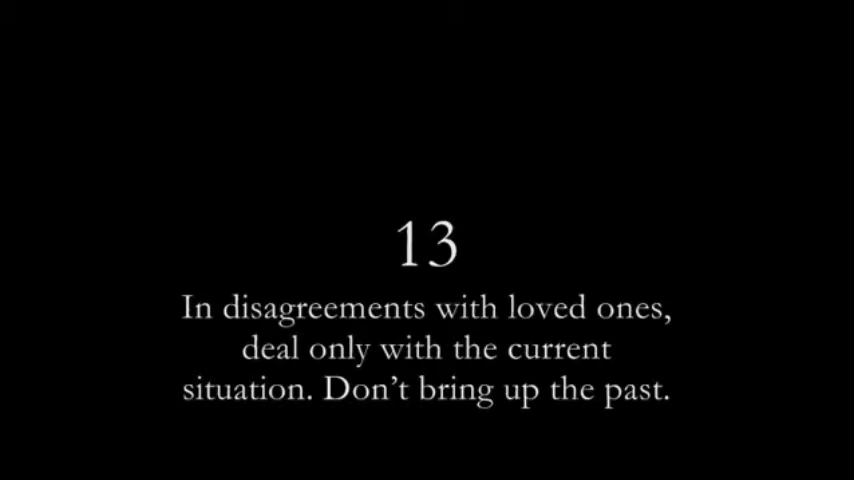 13
In disagreements with loved ones,
deal only with the current
situation. Don’t bring up the past.